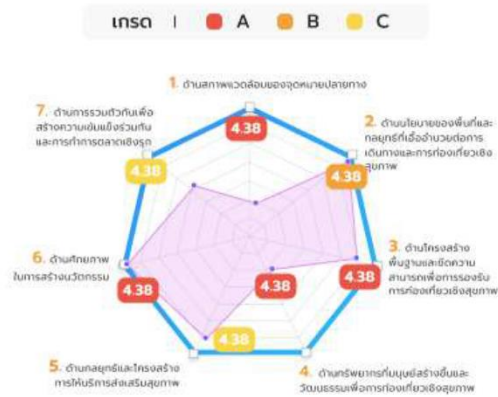 เกรด | A B C
1. ด้านสภาพแวดล้อมของจุดหมายปลายทาง
4.38
2. ด้านนโยบายของพื้นที่และ
กลยุทธ์ที่เอื้ออำนวยต่อการ
เดินทางและการท่องเที่ยวเชิง
สุขภาพ
4.38
3. ด้านโครงสร้าง
พื้นฐานและขีดความ
สามารถเพื่อการรองรับ
การท่องเที่ยวเชิงสุขภาพ
4.38
4.38
4. ด้านทรัพยากรที่มนุษย์สร้างขึ้นและ
วัฒนธรรมเพื่อการท่องเที่ยวเชิงสุขภาพ
4.38
5. ด้านกลยุทธ์และโครงสร้าง
การให้บริการส่งเสริมสุขภาพ
6. ด้านศักยภาพ
ในการสร้างนวัตกรรม
4.38
7. ด้านการรวมตัวกันเพื่อ
สร้างความเข้มแข็งร่วมกัน
และการทำการตลาดเชิงรุก
4.38